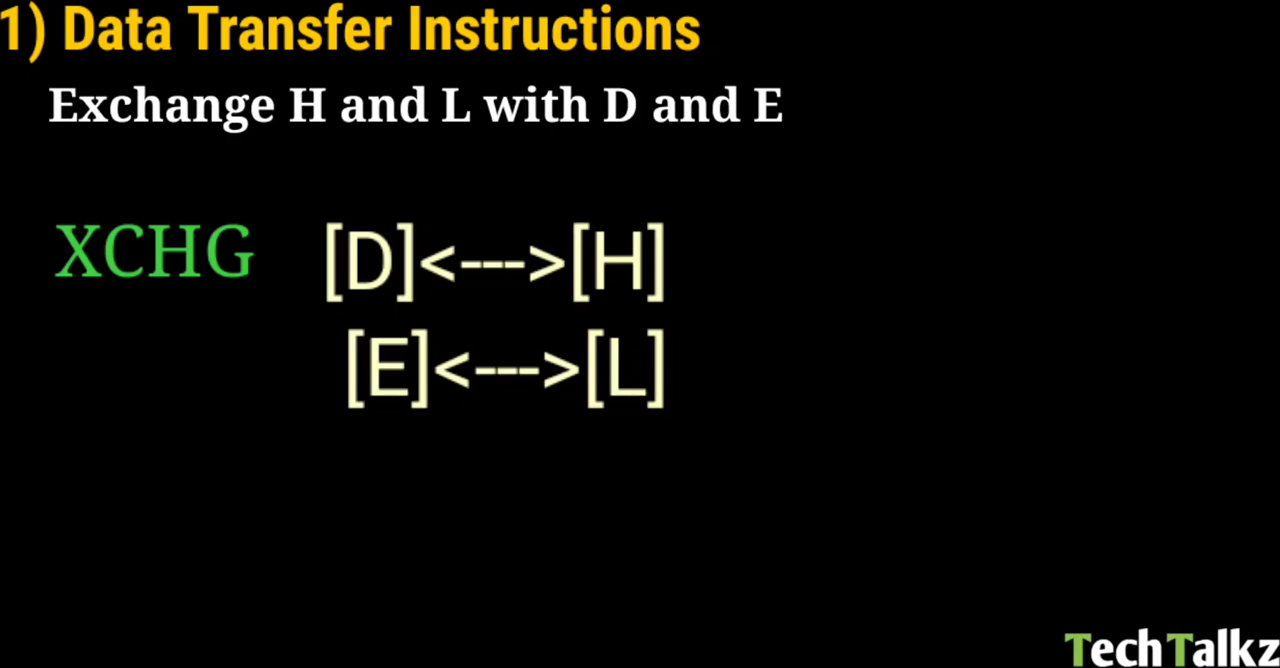 1) Data Transfer Instructions
Exchange H and L with D and E
XCHG [D]<--->[H]
[E]<--->[L]
TechTalkz